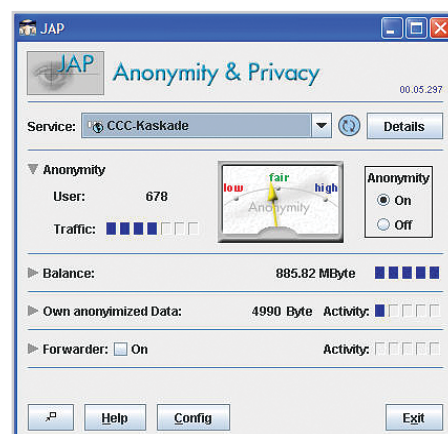 JAP
JAP Anonymity & Privacy
00.05.297
Service: CCC-Kaskade Details
Anonymity
User: 678
Traffic:
low fair high
Anonymity
Anonymity
On
Off
Balance: 885.82 MByte
Own anonyimized Data: 4990 Byte Activity:
Forwarder: On Activity:
Help Config Exit